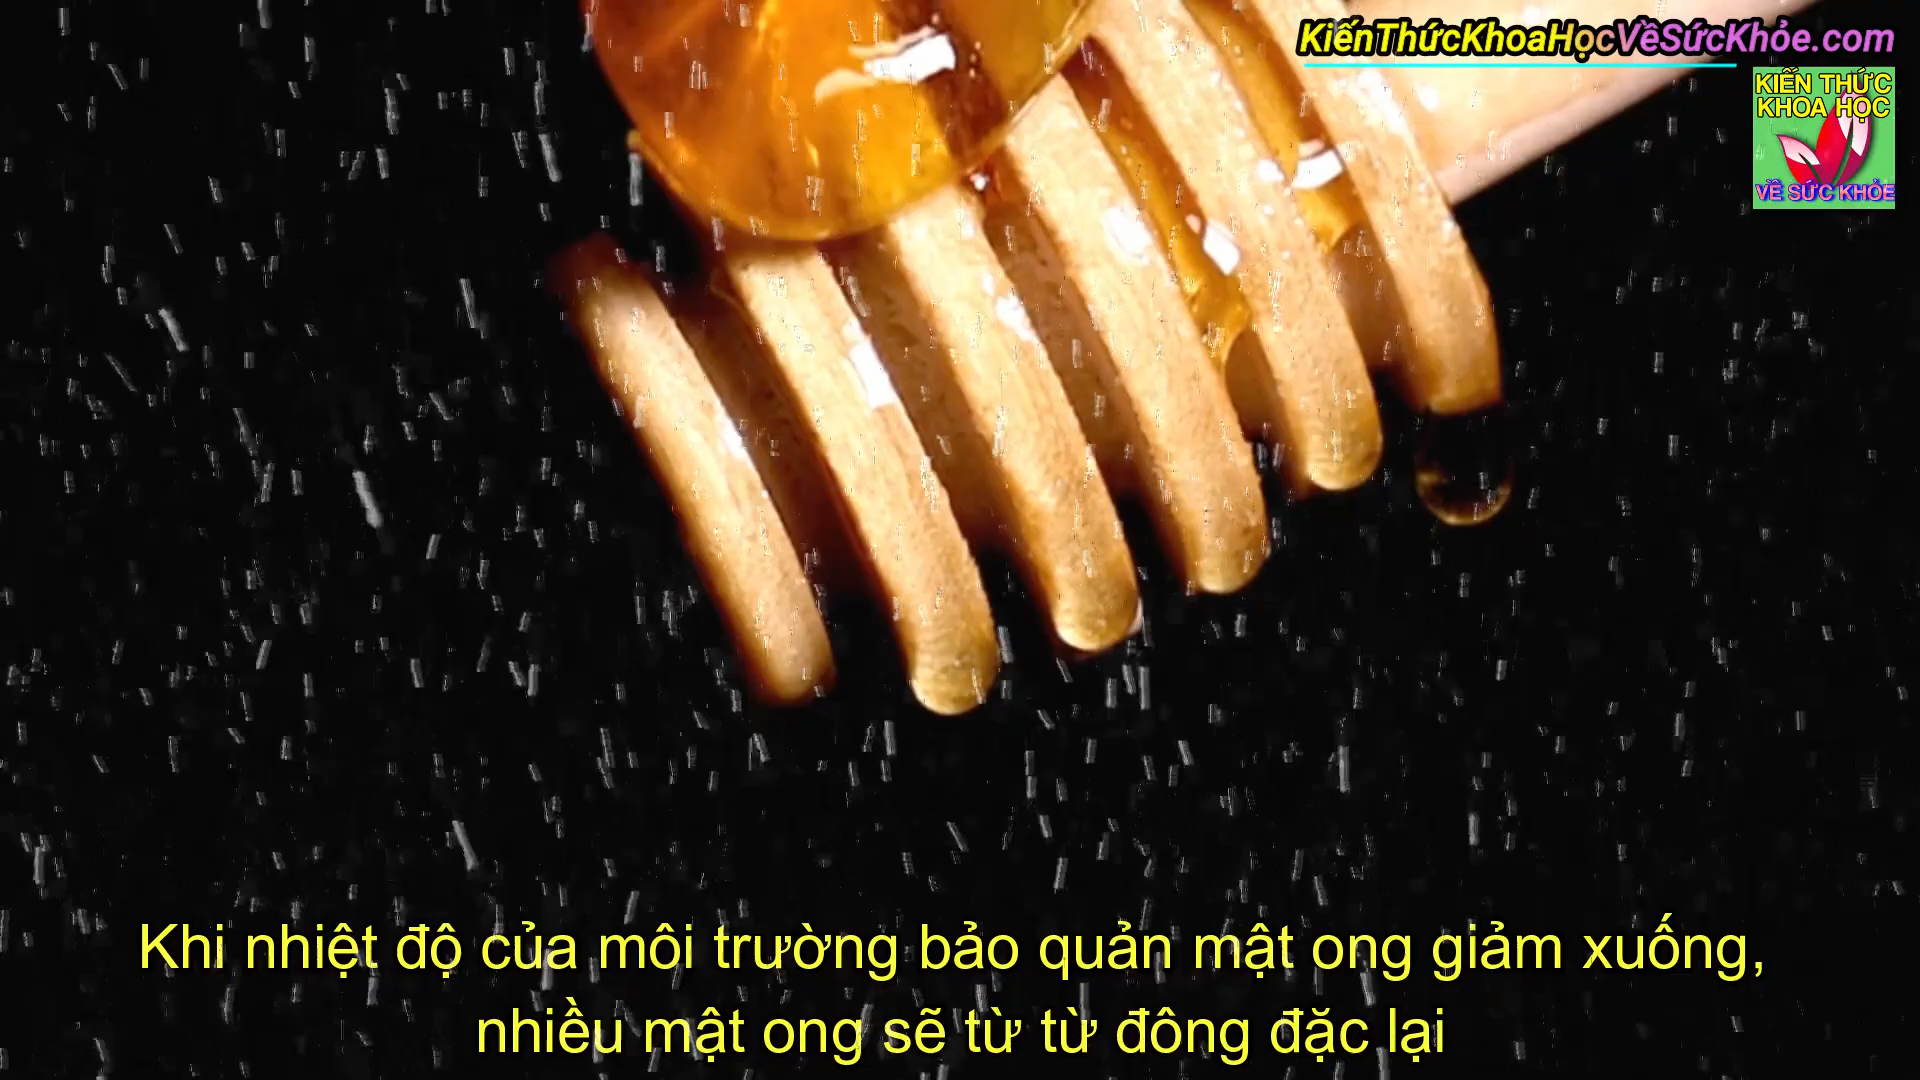 KiếnThứcKhoaHọcVềSứcKhỏe.com
KIẾN THỨC
KHOA HỌC
VỀ SỨC KHỎE
Khi nhiệt độ của môi trường bảo quản mật ong giảm xuống,
nhiều mật ong sẽ từ từ đông đặc lại